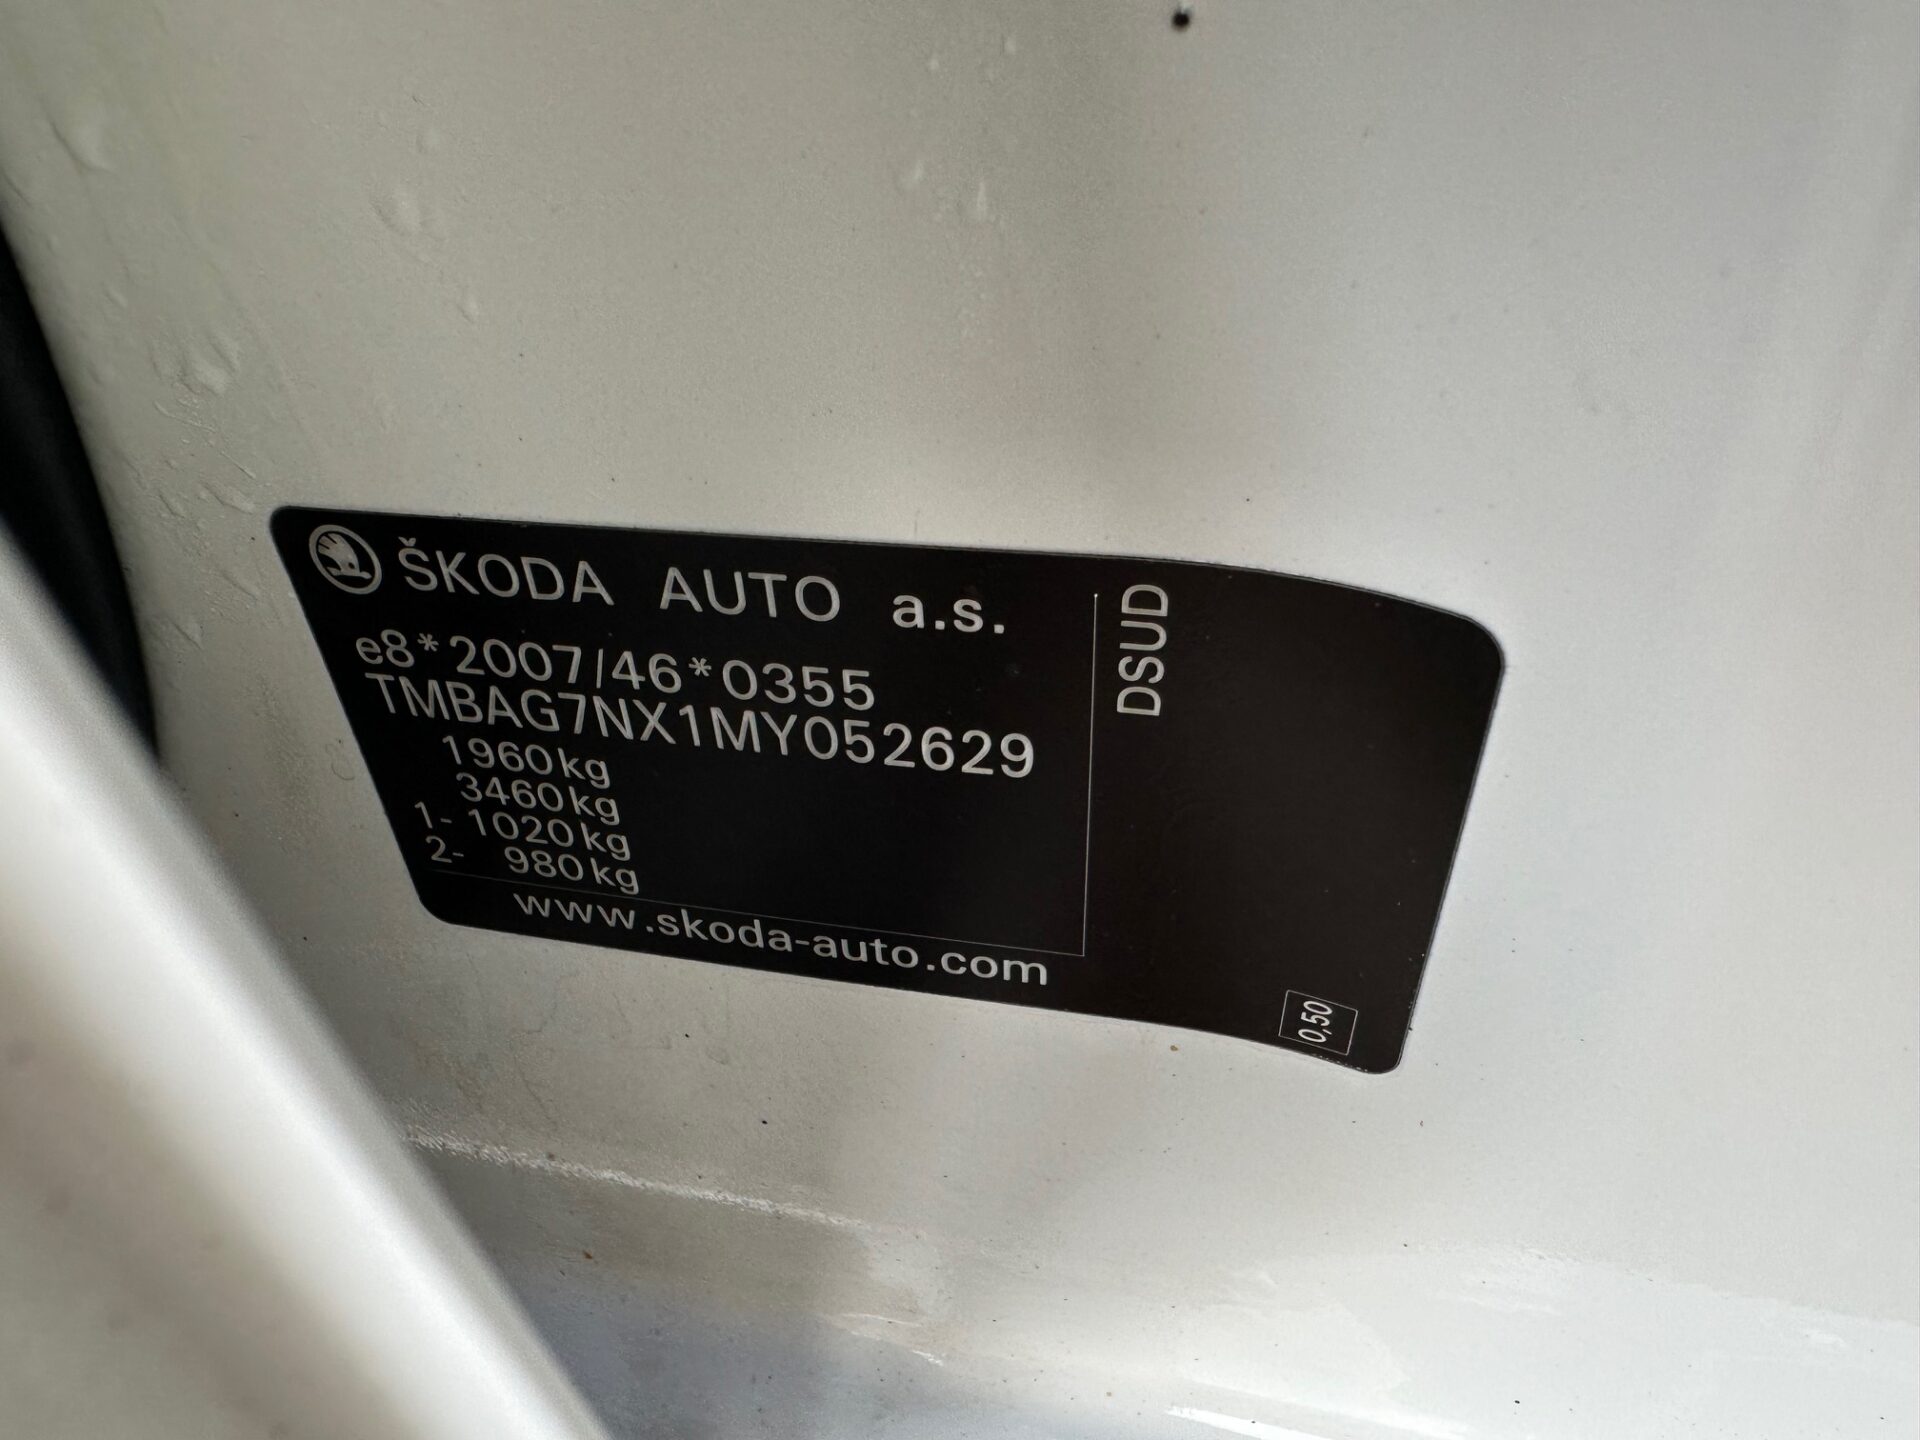 ŠKODA AUTO a.s.
e8*2007/46*0355
TMBAG7NX1MY052629
1960kg
3460kg
1- 1020kg
2- 980kg
www.skoda-auto.com
DSUD
0,50